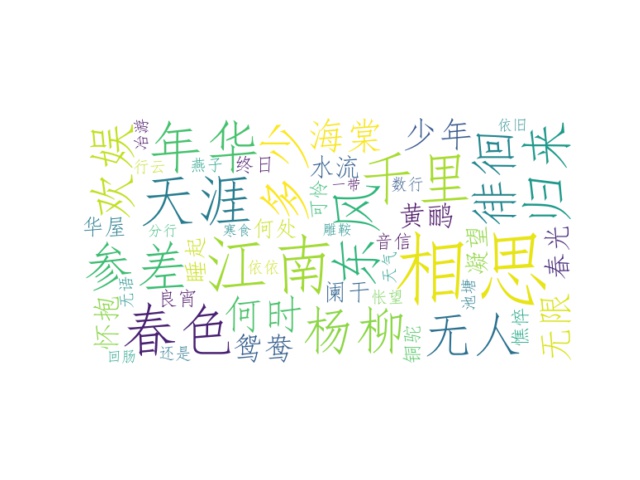 欢娱
冶游
年华
多少
海棠
少年
依旧
行云
燕子
终日
水流
徘徊
归来
天涯
可怜
一带
千里
数行
华屋
分行
寒食
何处
雕鞍
东风
黄鹂
参差
睡起
江南
依依
音信
天气
相思
凝望
春光
无语
良宵
阑干
池塘
怀抱
春色
何时
鸳鸯
杨柳
铜驼
无人
憔悴
无限
回肠
还是